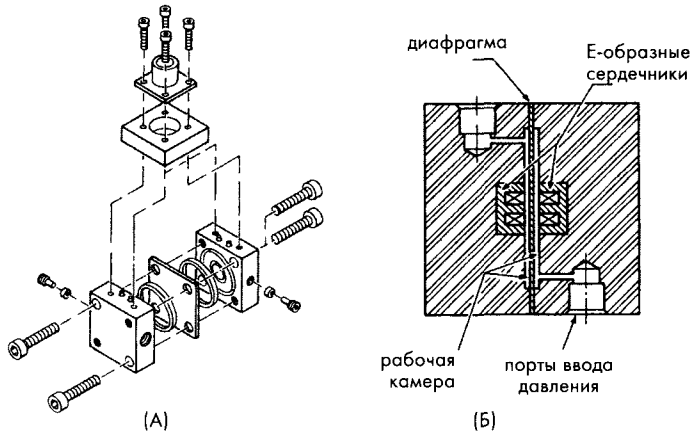 диафрагма
Е-образные
сердечники
рабочая
камера
порты ввода
давления
(А)
(Б)